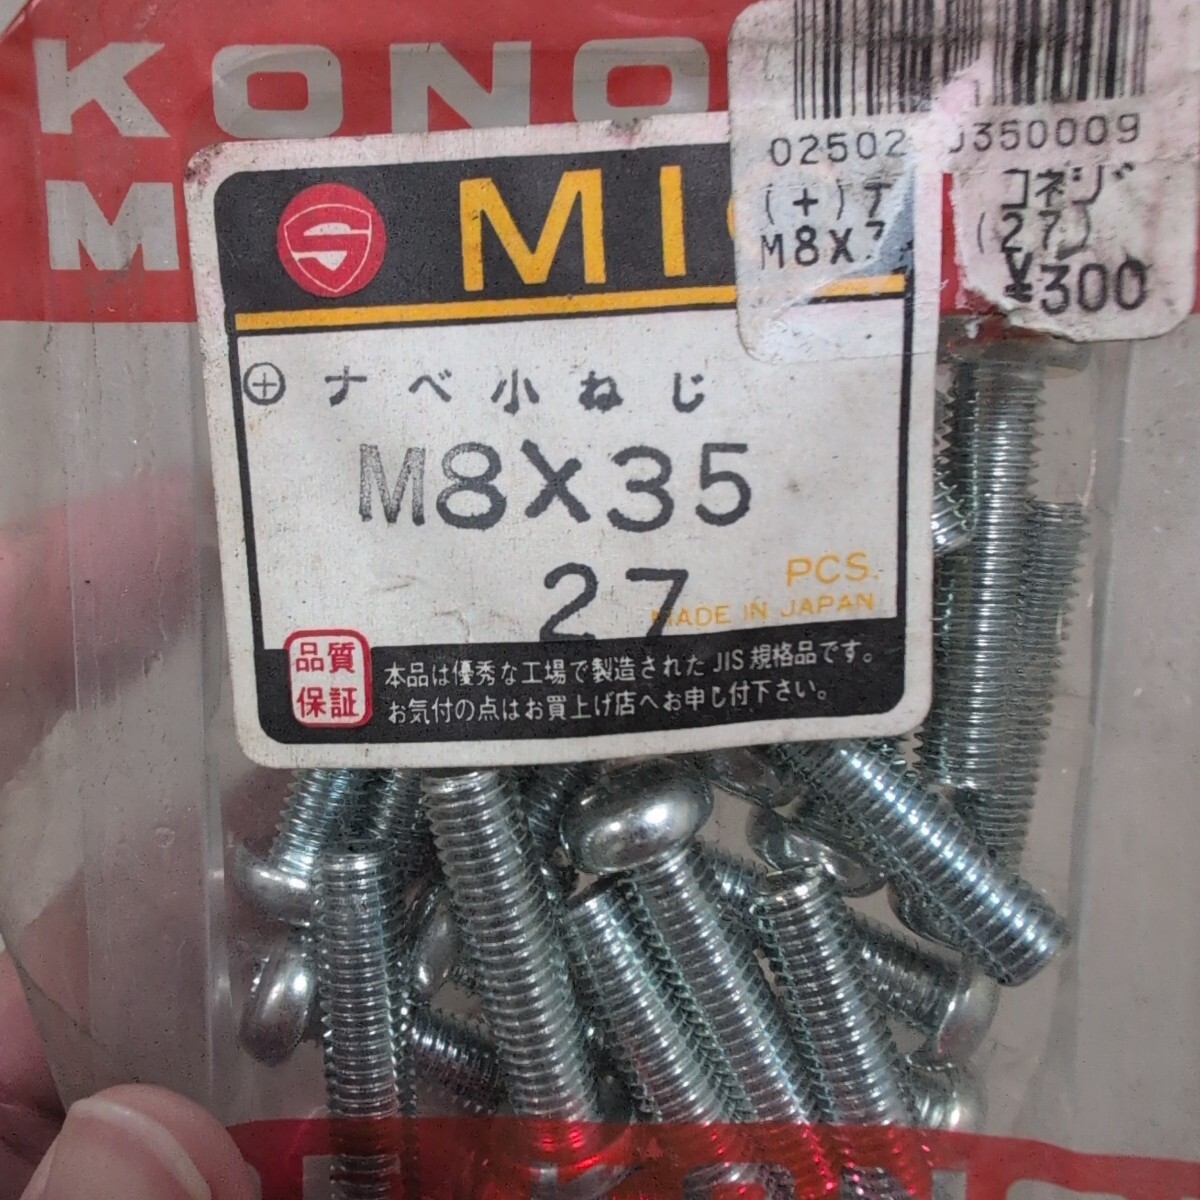 KONO
M
02502 0350009
(+)ナ コネジ
M8X3 (27)
¥300
MI
⊕ナベ小ねじ
M8X35
27 PCS.
MADE IN JAPAN
品質
保証
本品は優秀な工場で製造されたJIS規格品です。
お気付の点はお買上げ店へお申し付下さい。